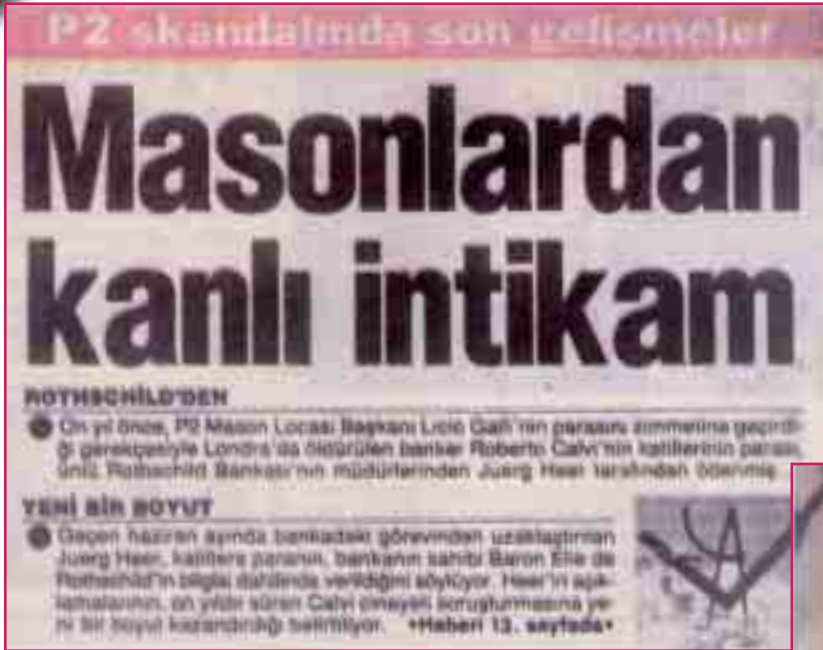 P2 skandalında son gelişmeler
Masonlardan
kanlı intikam
ROTHSCHILD'DEN
On yıl önce, P2 Mason Locası Başkanı Licio Galli'nin parasını zimmetine geçirdi-
ği gerekçesiyle Londra'da öldürülen banker Roberto Calvi'nin katillerinin parası,
ünlü Rothschild Bankası'nın müdürlerinden Juerg Heer tarafından ödenmiş
YENİ BİR BOYUT
Geçen haziran ayında bankadaki görevinden uzaklaştırılan
Juerg Heer, katillere paranın, bankanın sahibi Baron Elie de
Rothschild'in bilgisi dahilinde verildiğini söylüyor. Heer'in açık-
lamalarının, on yıldır süren Calvi cinayeti soruşturmasına ye-
ni bir boyut kazandırdığı belirtiliyor. •Haberi 13. sayfada•